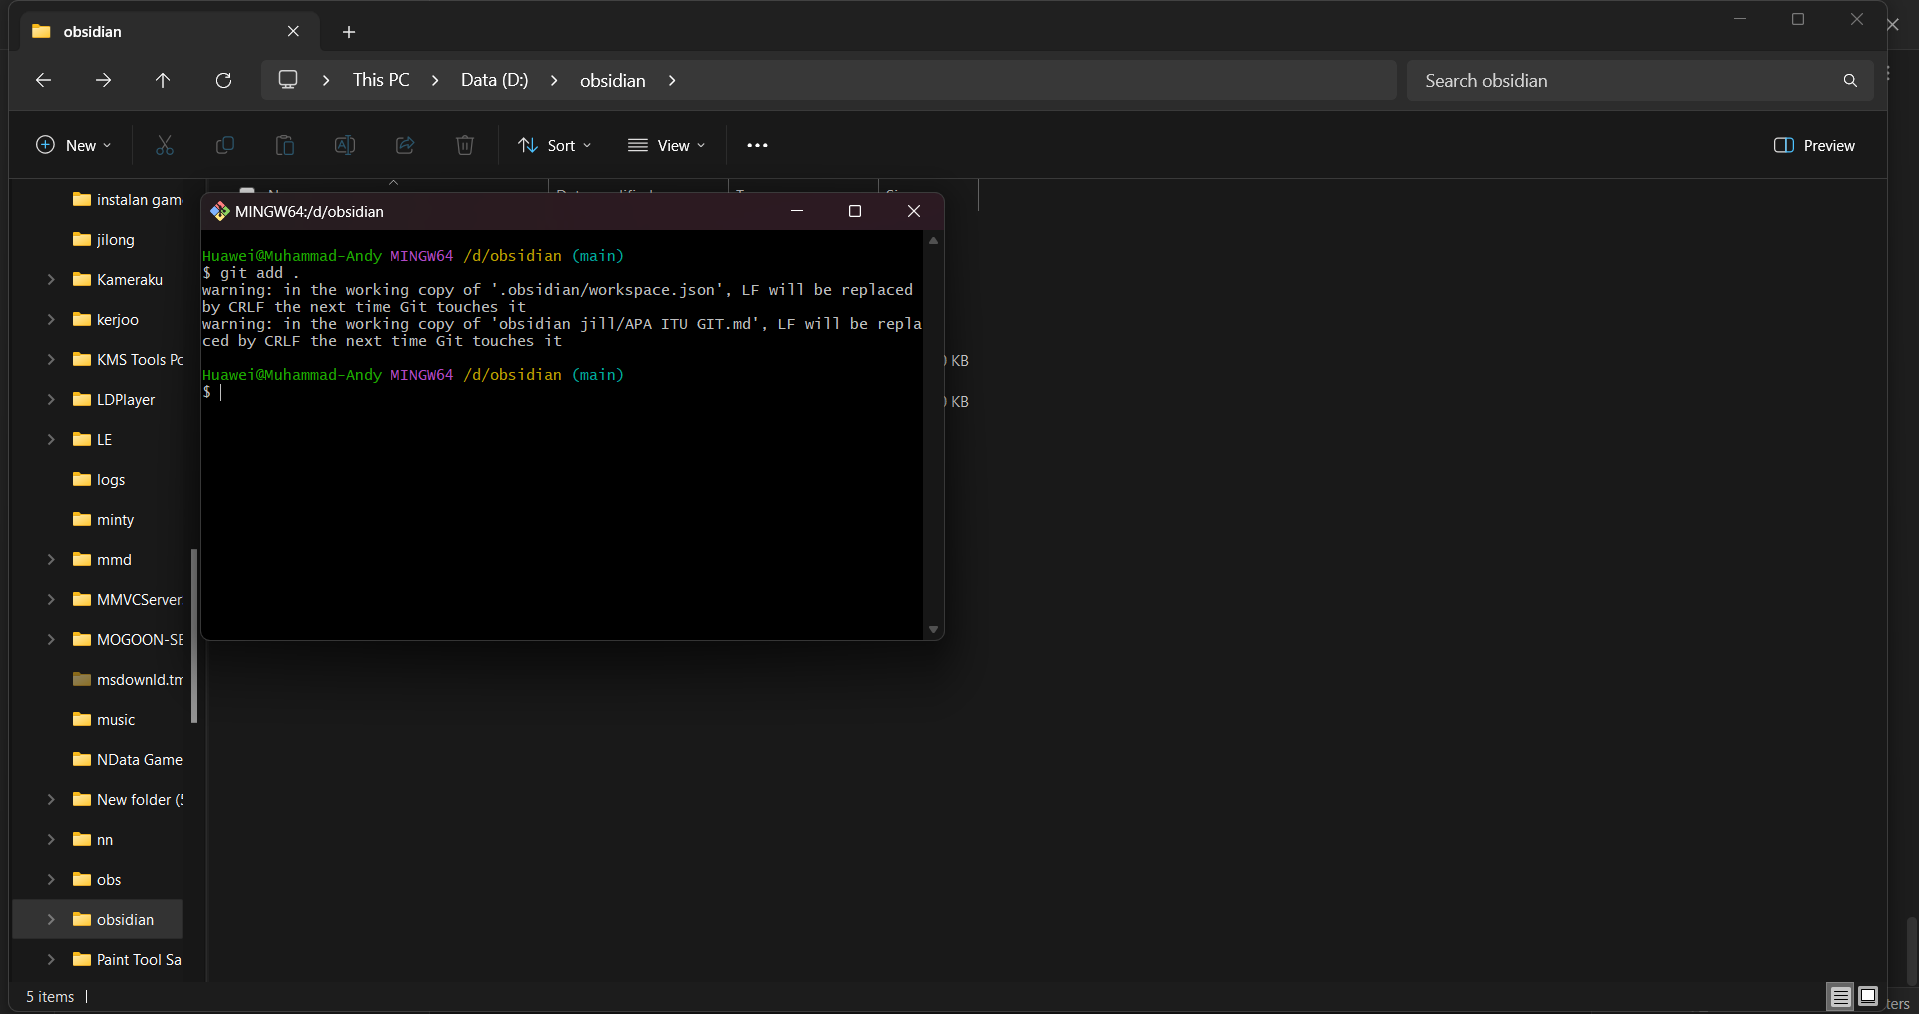 obsidian
This PC
Data (D:)
obsidian
Search obsidian
New
Sort
View
Preview
instalan gam
jilong
Kameraku
kerjoo
KMS Tools Pc
LDPlayer
LE
logs
minty
mmd
MMVCServer
MOGOON-SE
msdownld.tm
music
NData Game
New folder (5
nn
obs
obsidian
Paint Tool Sa
MINGW64:/d/obsidian
Huawei@Muhammad-Andy MINGW64 /d/obsidian (main)
$ git add .
warning: in the working copy of '.obsidian/workspace.json', LF will be replaced
by CRLF the next time Git touches it
warning: in the working copy of 'obsidian jill/APA ITU GIT.md', LF will be repla
ced by CRLF the next time Git touches it
Huawei@Muhammad-Andy MINGW64 /d/obsidian (main)
$
KB
KB
5 items
ters